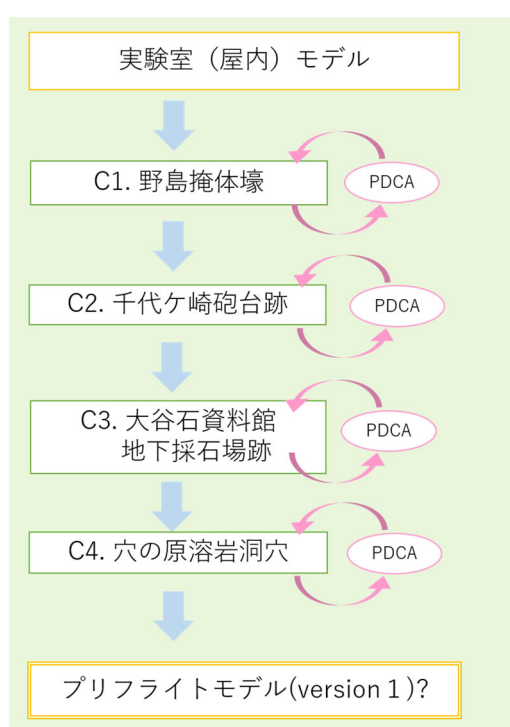 実験室（屋内）モデル
C1. 野島掩体壕
PDCA
C2. 千代ケ崎砲台跡
PDCA
C3. 大谷石資料館
地下採石場跡
PDCA
C4. 穴の原溶岩洞穴
PDCA
プリフライトモデル(version１)?